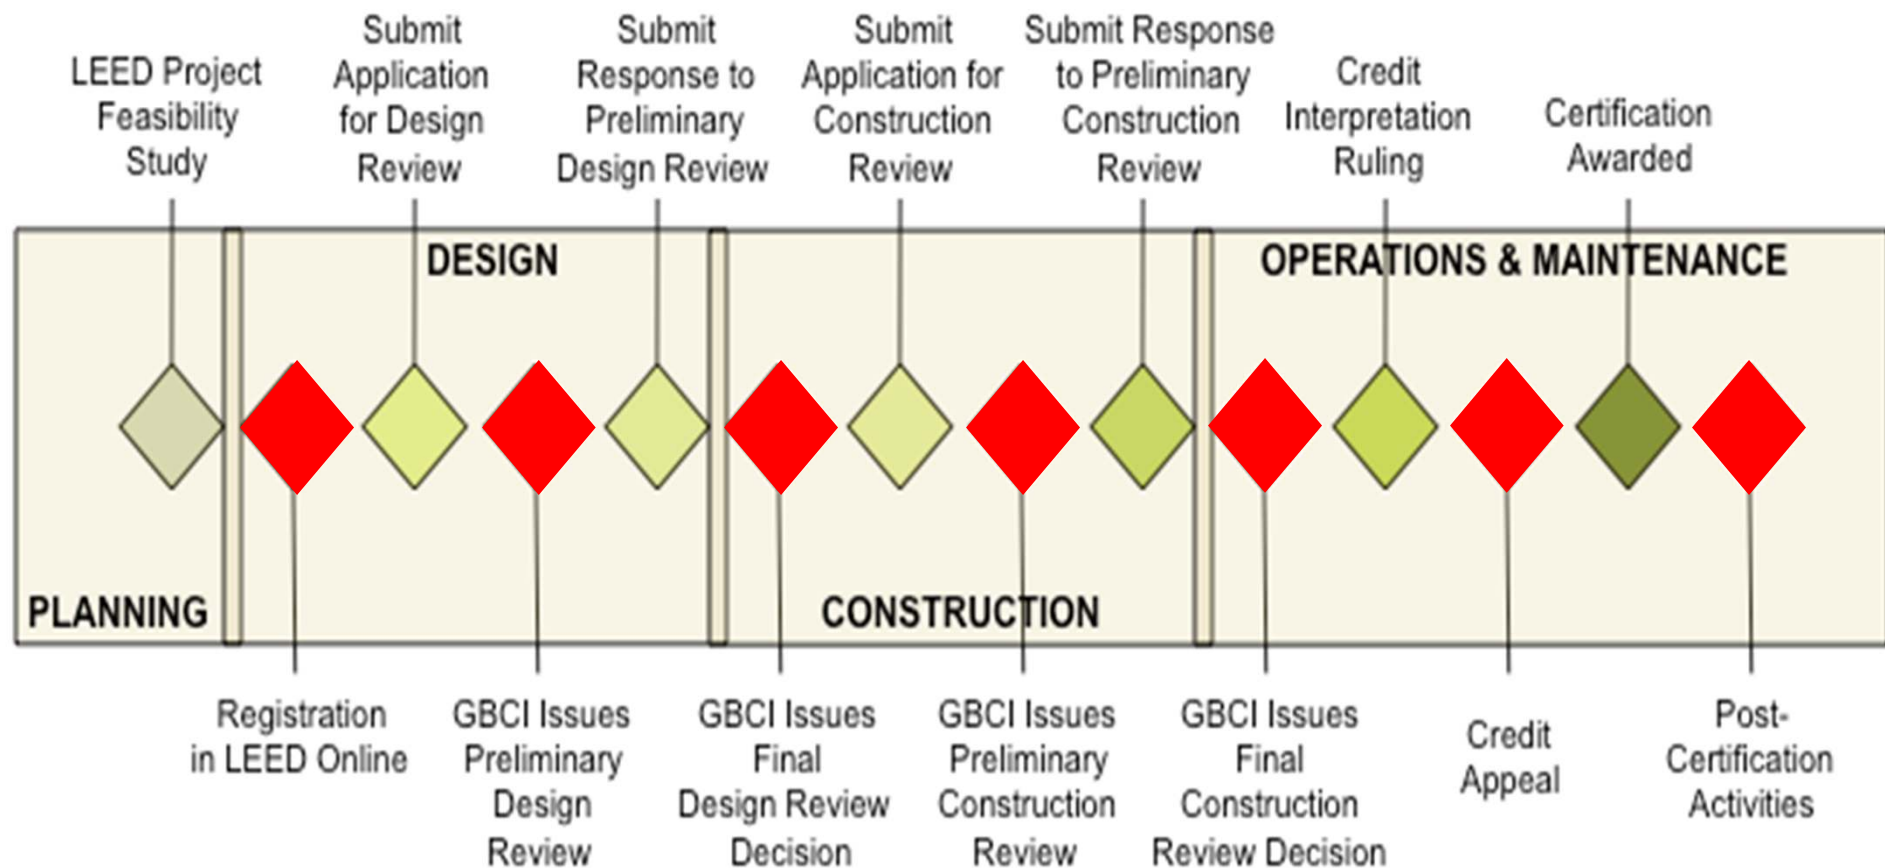 LEED Project
Feasibility
Study
Submit
Application
for Design
Review
Submit
Response to
Preliminary
Design Review
Submit
Application for
Construction
Review
Submit Response
to Preliminary
Construction
Review
Credit
Interpretation
Ruling
Certification
Awarded
DESIGN
OPERATIONS & MAINTENANCE
PLANNING
CONSTRUCTION
Registration
in LEED Online
GBCI Issues
Preliminary
Design
Review
GBCI Issues
Final
Design Review
Decision
GBCI Issues
Preliminary
Construction
Review
GBCI Issues
Final
Construction
Review Decision
Credit
Appeal
Post-
Certification
Activities